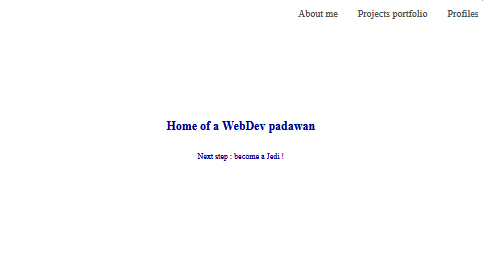 About me Projects portfolio Profiles
Home of a WebDev padawan
Next step : become a Jedi !